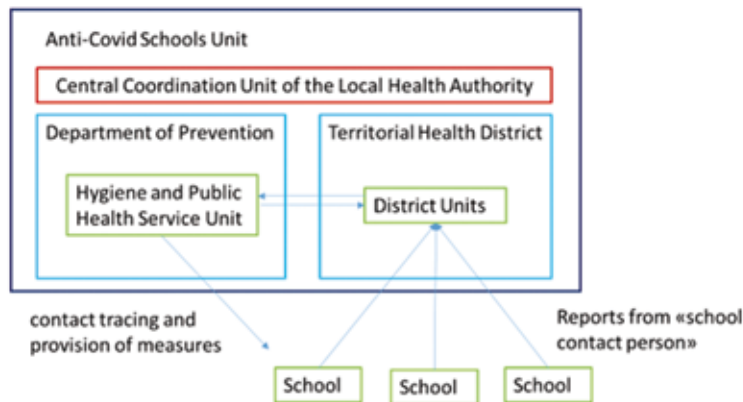 Anti-Covid Schools Unit
Central Coordination Unit of the Local Health Authority
Department of Prevention
Territorial Health District
Hygiene and Public
Health Service Unit
District Units
contact tracing and
provision of measures
Reports from «school
contact person»
School
School
School